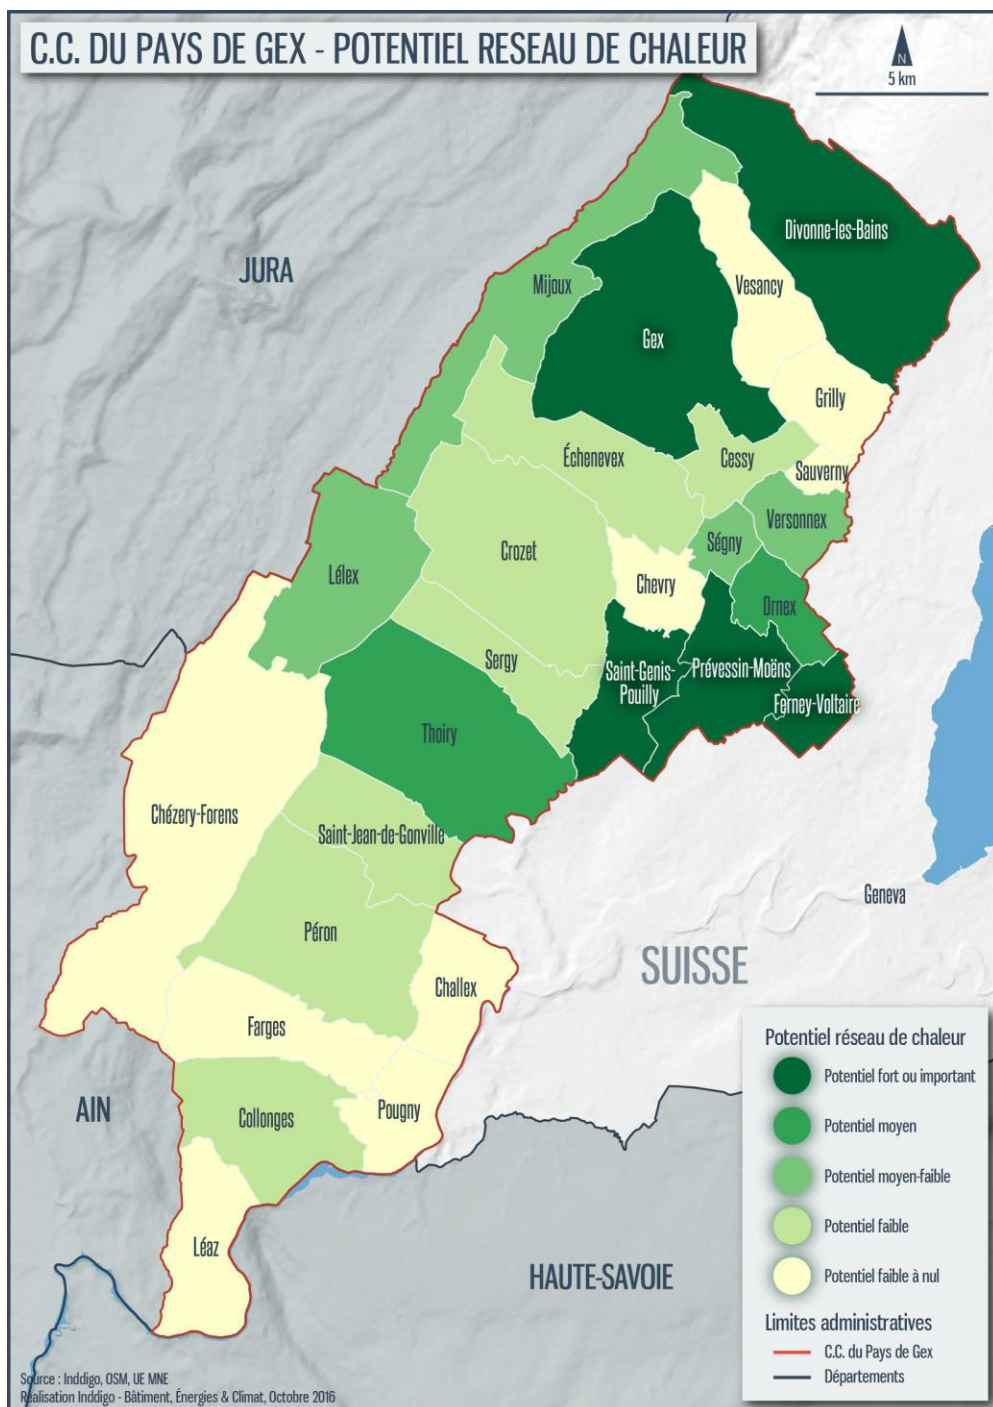 C.C. DU PAYS DE GEX - POTENTIEL RESEAU DE CHALEUR
N
5 km
Divonne-les-Bains
JURA
Mijoux
Vesancy
Gex
Grilly
Échenevex
Cessy
Sauverny
Versonnex
Ségny
Crozet
Lélex
Chevry
Ornex
Sergy
Saint-Genis-
Pouilly
Prévessin-Moëns
Ferney-Voltaire
Thoiry
Chézery-Forens
Saint-Jean-de-Gonville
Geneva
Péron
SUISSE
Challex
Farges
AIN
Collonges
Pougny
Léaz
HAUTE-SAVOIE
Potentiel réseau de chaleur
Potentiel fort ou important
Potentiel moyen
Potentiel moyen-faible
Potentiel faible
Potentiel faible à nul
Limites administratives
C.C. du Pays de Gex
Départements
Source : Inddigo, OSM, UE MNE
Réalisation Inddigo - Bâtiment, Énergies & Climat, Octobre 2016